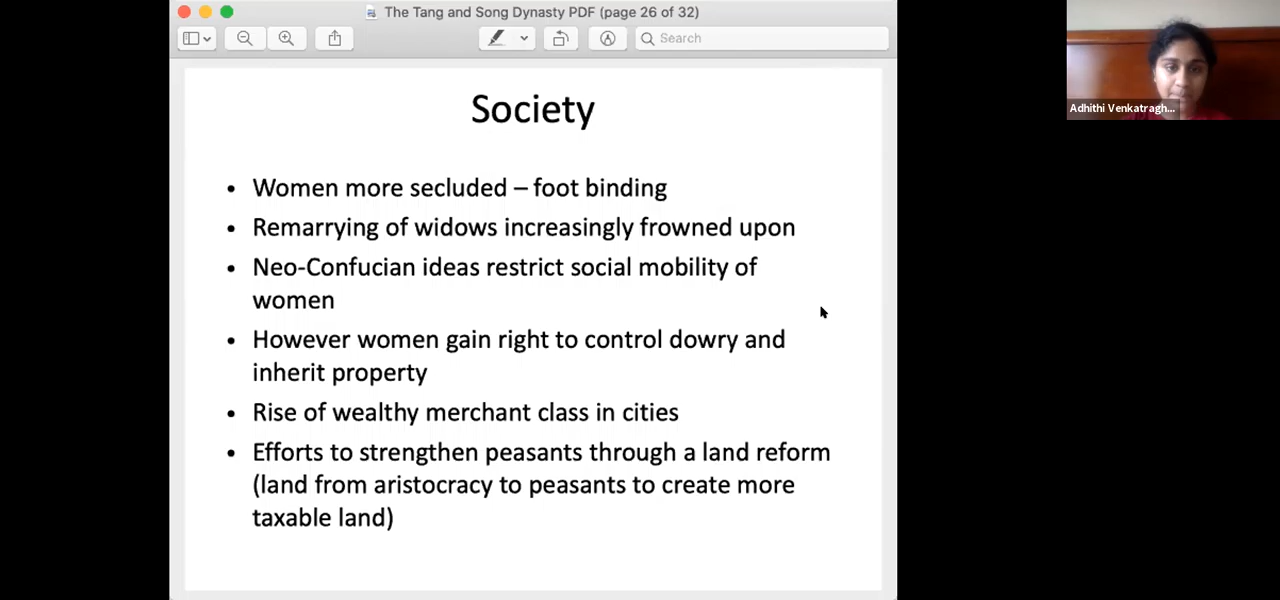 The Tang and Song Dynasty PDF (page 26 of 32)
Search
Adhithi Venkatragh...
Society
• Women more secluded – foot binding
• Remarrying of widows increasingly frowned upon
• Neo-Confucian ideas restrict social mobility of
women
• However women gain right to control dowry and
inherit property
• Rise of wealthy merchant class in cities
• Efforts to strengthen peasants through a land reform
(land from aristocracy to peasants to create more
taxable land)